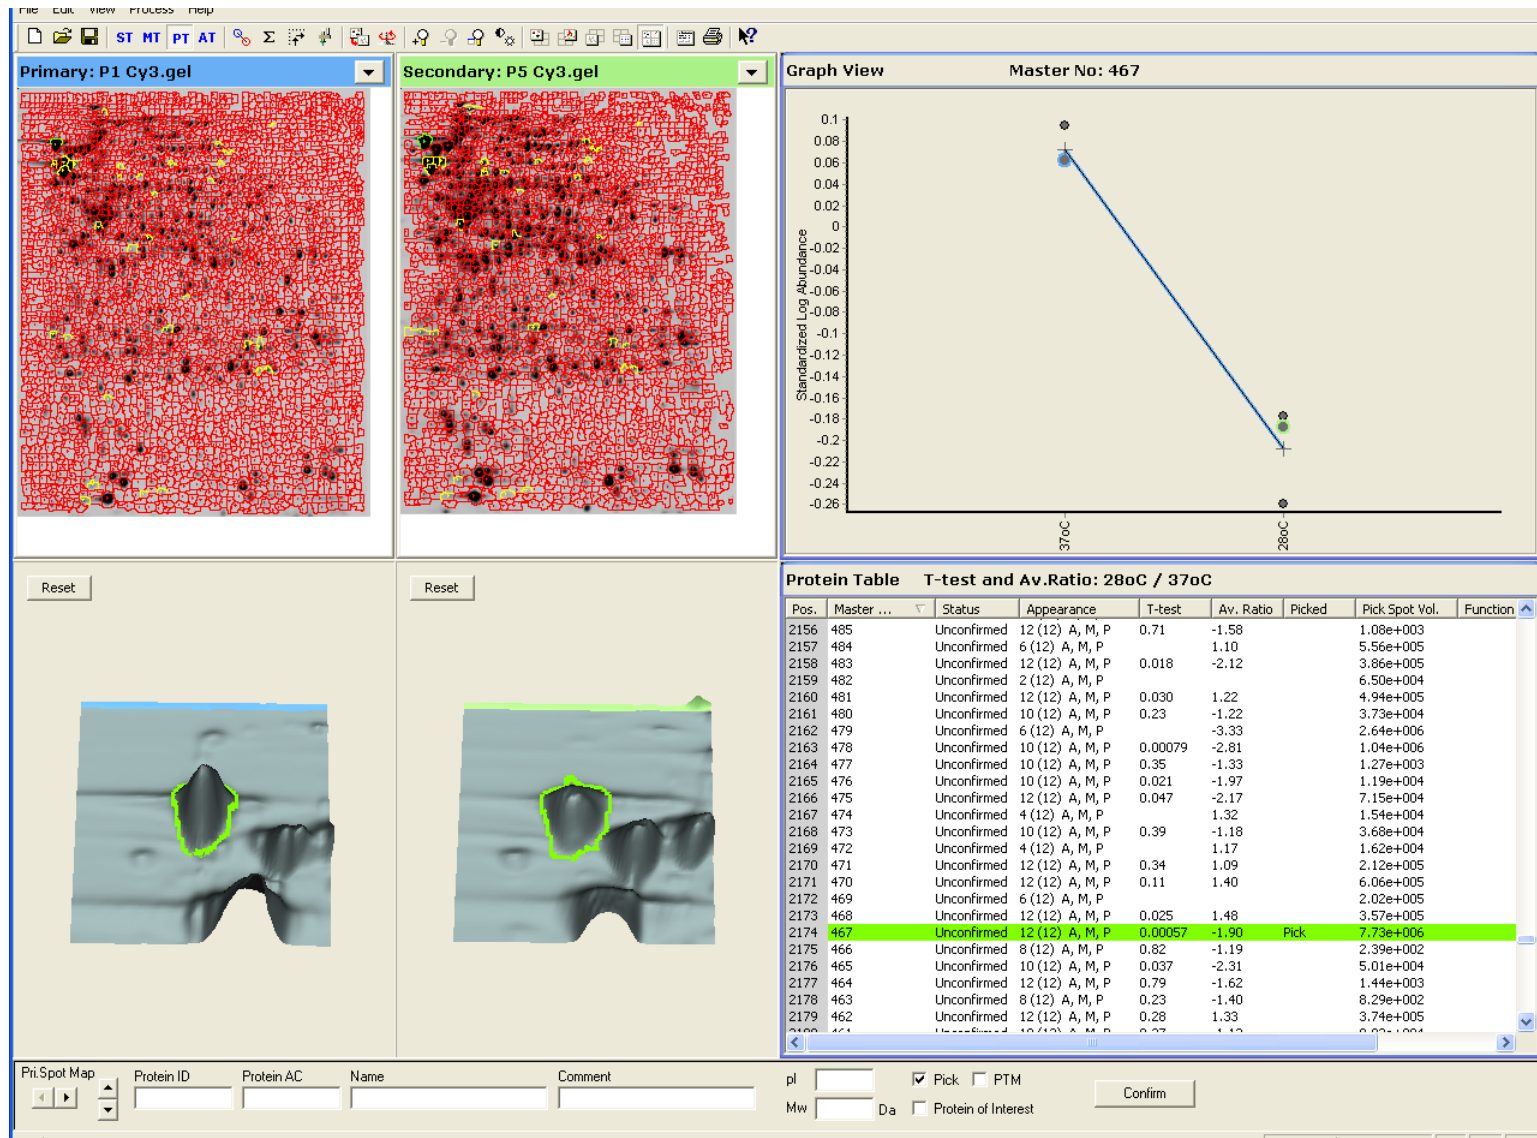 File Edit View Process Help
ST MT PT AT Σ
Primary: P1 Cy3.gel
Secondary: P5 Cy3.gel
Graph View Master No: 467
0.1
0.08
0.06
0.04
0.02
0
-0.02
-0.04
-0.06
-0.08
-0.1
-0.12
-0.14
-0.16
-0.18
-0.2
-0.22
-0.24
-0.26
Standardized Log Abundance
37oC
28oC
Reset
Reset
Protein Table T-test and Av.Ratio: 28oC / 37oC
Pos. Master ... Status Appearance T-test Av. Ratio Picked Pick Spot Vol. Function
2156 485 Unconfirmed 12 (12) A, M, P 0.71 -1.58 1.08e+003
2157 484 Unconfirmed 6 (12) A, M, P 1.10 5.56e+005
2158 483 Unconfirmed 12 (12) A, M, P 0.018 -2.12 3.86e+005
2159 482 Unconfirmed 2 (12) A, M, P 6.50e+004
2160 481 Unconfirmed 12 (12) A, M, P 0.030 1.22 4.94e+005
2161 480 Unconfirmed 10 (12) A, M, P 0.23 -1.22 3.73e+004
2162 479 Unconfirmed 6 (12) A, M, P -3.33 2.64e+006
2163 478 Unconfirmed 10 (12) A, M, P 0.00079 -2.81 1.04e+006
2164 477 Unconfirmed 10 (12) A, M, P 0.35 -1.33 1.27e+003
2165 476 Unconfirmed 10 (12) A, M, P 0.021 -1.97 1.19e+004
2166 475 Unconfirmed 12 (12) A, M, P 0.047 -2.17 7.15e+004
2167 474 Unconfirmed 4 (12) A, M, P 1.32 1.54e+004
2168 473 Unconfirmed 10 (12) A, M, P 0.39 -1.18 3.68e+004
2169 472 Unconfirmed 4 (12) A, M, P 1.17 1.62e+004
2170 471 Unconfirmed 12 (12) A, M, P 0.34 1.09 2.12e+005
2171 470 Unconfirmed 12 (12) A, M, P 0.11 1.40 6.06e+005
2172 469 Unconfirmed 6 (12) A, M, P 2.02e+005
2173 468 Unconfirmed 12 (12) A, M, P 0.025 1.48 3.57e+005
2174 467 Unconfirmed 12 (12) A, M, P 0.00057 -1.90 Pick 7.73e+006
2175 466 Unconfirmed 8 (12) A, M, P 0.82 -1.19 2.39e+002
2176 465 Unconfirmed 10 (12) A, M, P 0.037 -2.31 5.01e+004
2177 464 Unconfirmed 12 (12) A, M, P 0.79 -1.62 1.44e+003
2178 463 Unconfirmed 8 (12) A, M, P 0.23 -1.40 8.29e+002
2179 462 Unconfirmed 12 (12) A, M, P 0.28 1.33 3.74e+005
Pri.Spot Map Protein ID Protein AC Name Comment
pI Pick PTM
Confirm
Mw Da Protein of Interest